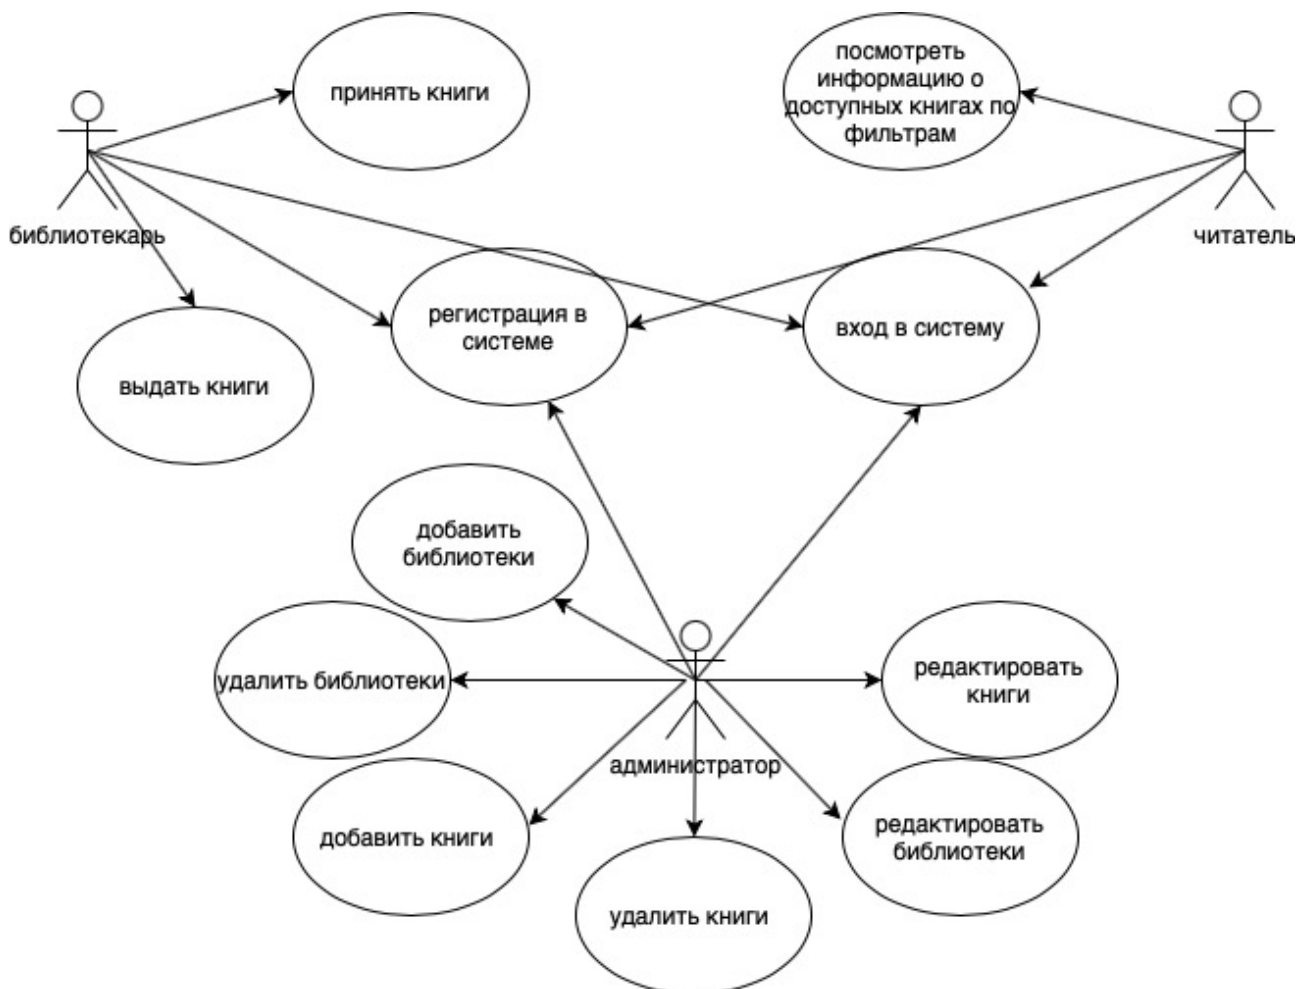 принять книги
посмотреть
информацию о
доступных книгах по
фильтрам
библиотекарь
читатель
регистрация в
системе
вход в систему
выдать книги
добавить
библиотеки
удалить библиотеки
редактировать
книги
администратор
добавить книги
редактировать
библиотеки
удалить книги